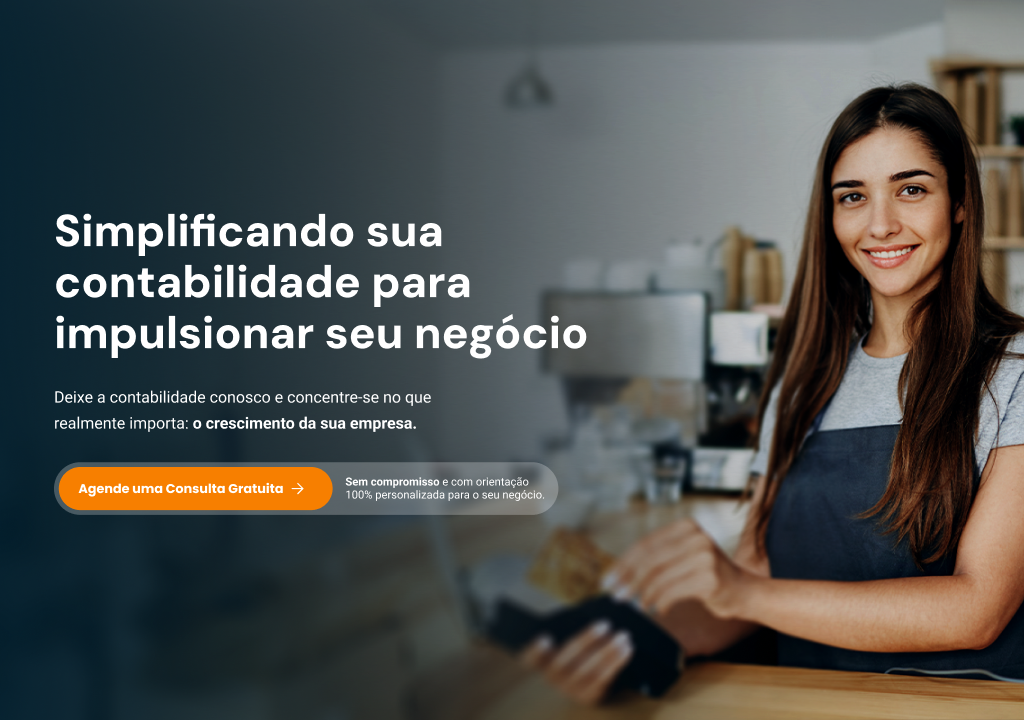 Simplificando sua
contabilidade para
impulsionar seu negócio
Deixe a contabilidade conosco e concentre-se no que
realmente importa: o crescimento da sua empresa.
Agende uma Consulta Gratuita →
Sem compromisso e com orientação
100% personalizada para o seu negócio.